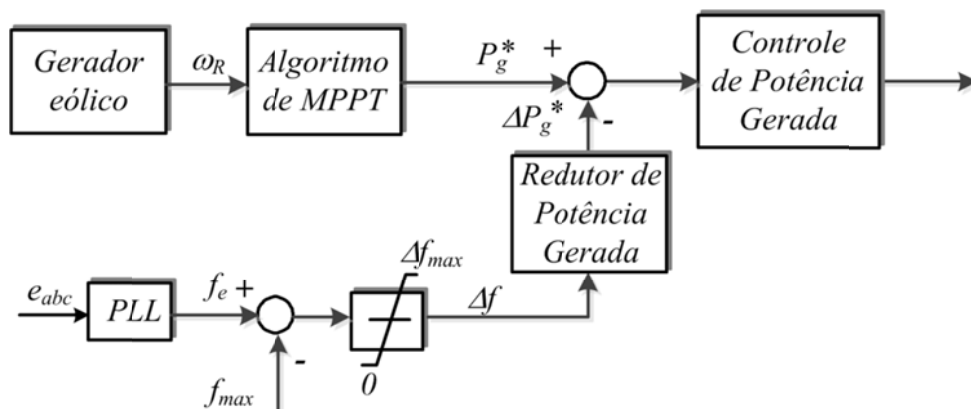 Gerador
eólico
ω_R
Algoritmo
de MPPT
P_g^*
+
ΔP_g^*
-
Controle
de Potência
Gerada
Redutor de
Potência
Gerada
e_abc
PLL
f_e +
-
f_max
Δf_max
0
Δf